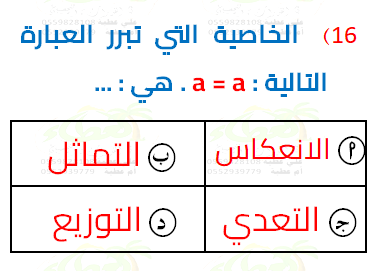 16) الخاصية التي تبرر العبارة
التالية : a = a . هي : ...
أ الانعكاس ب التماثل
ج التعدي د التوزيع